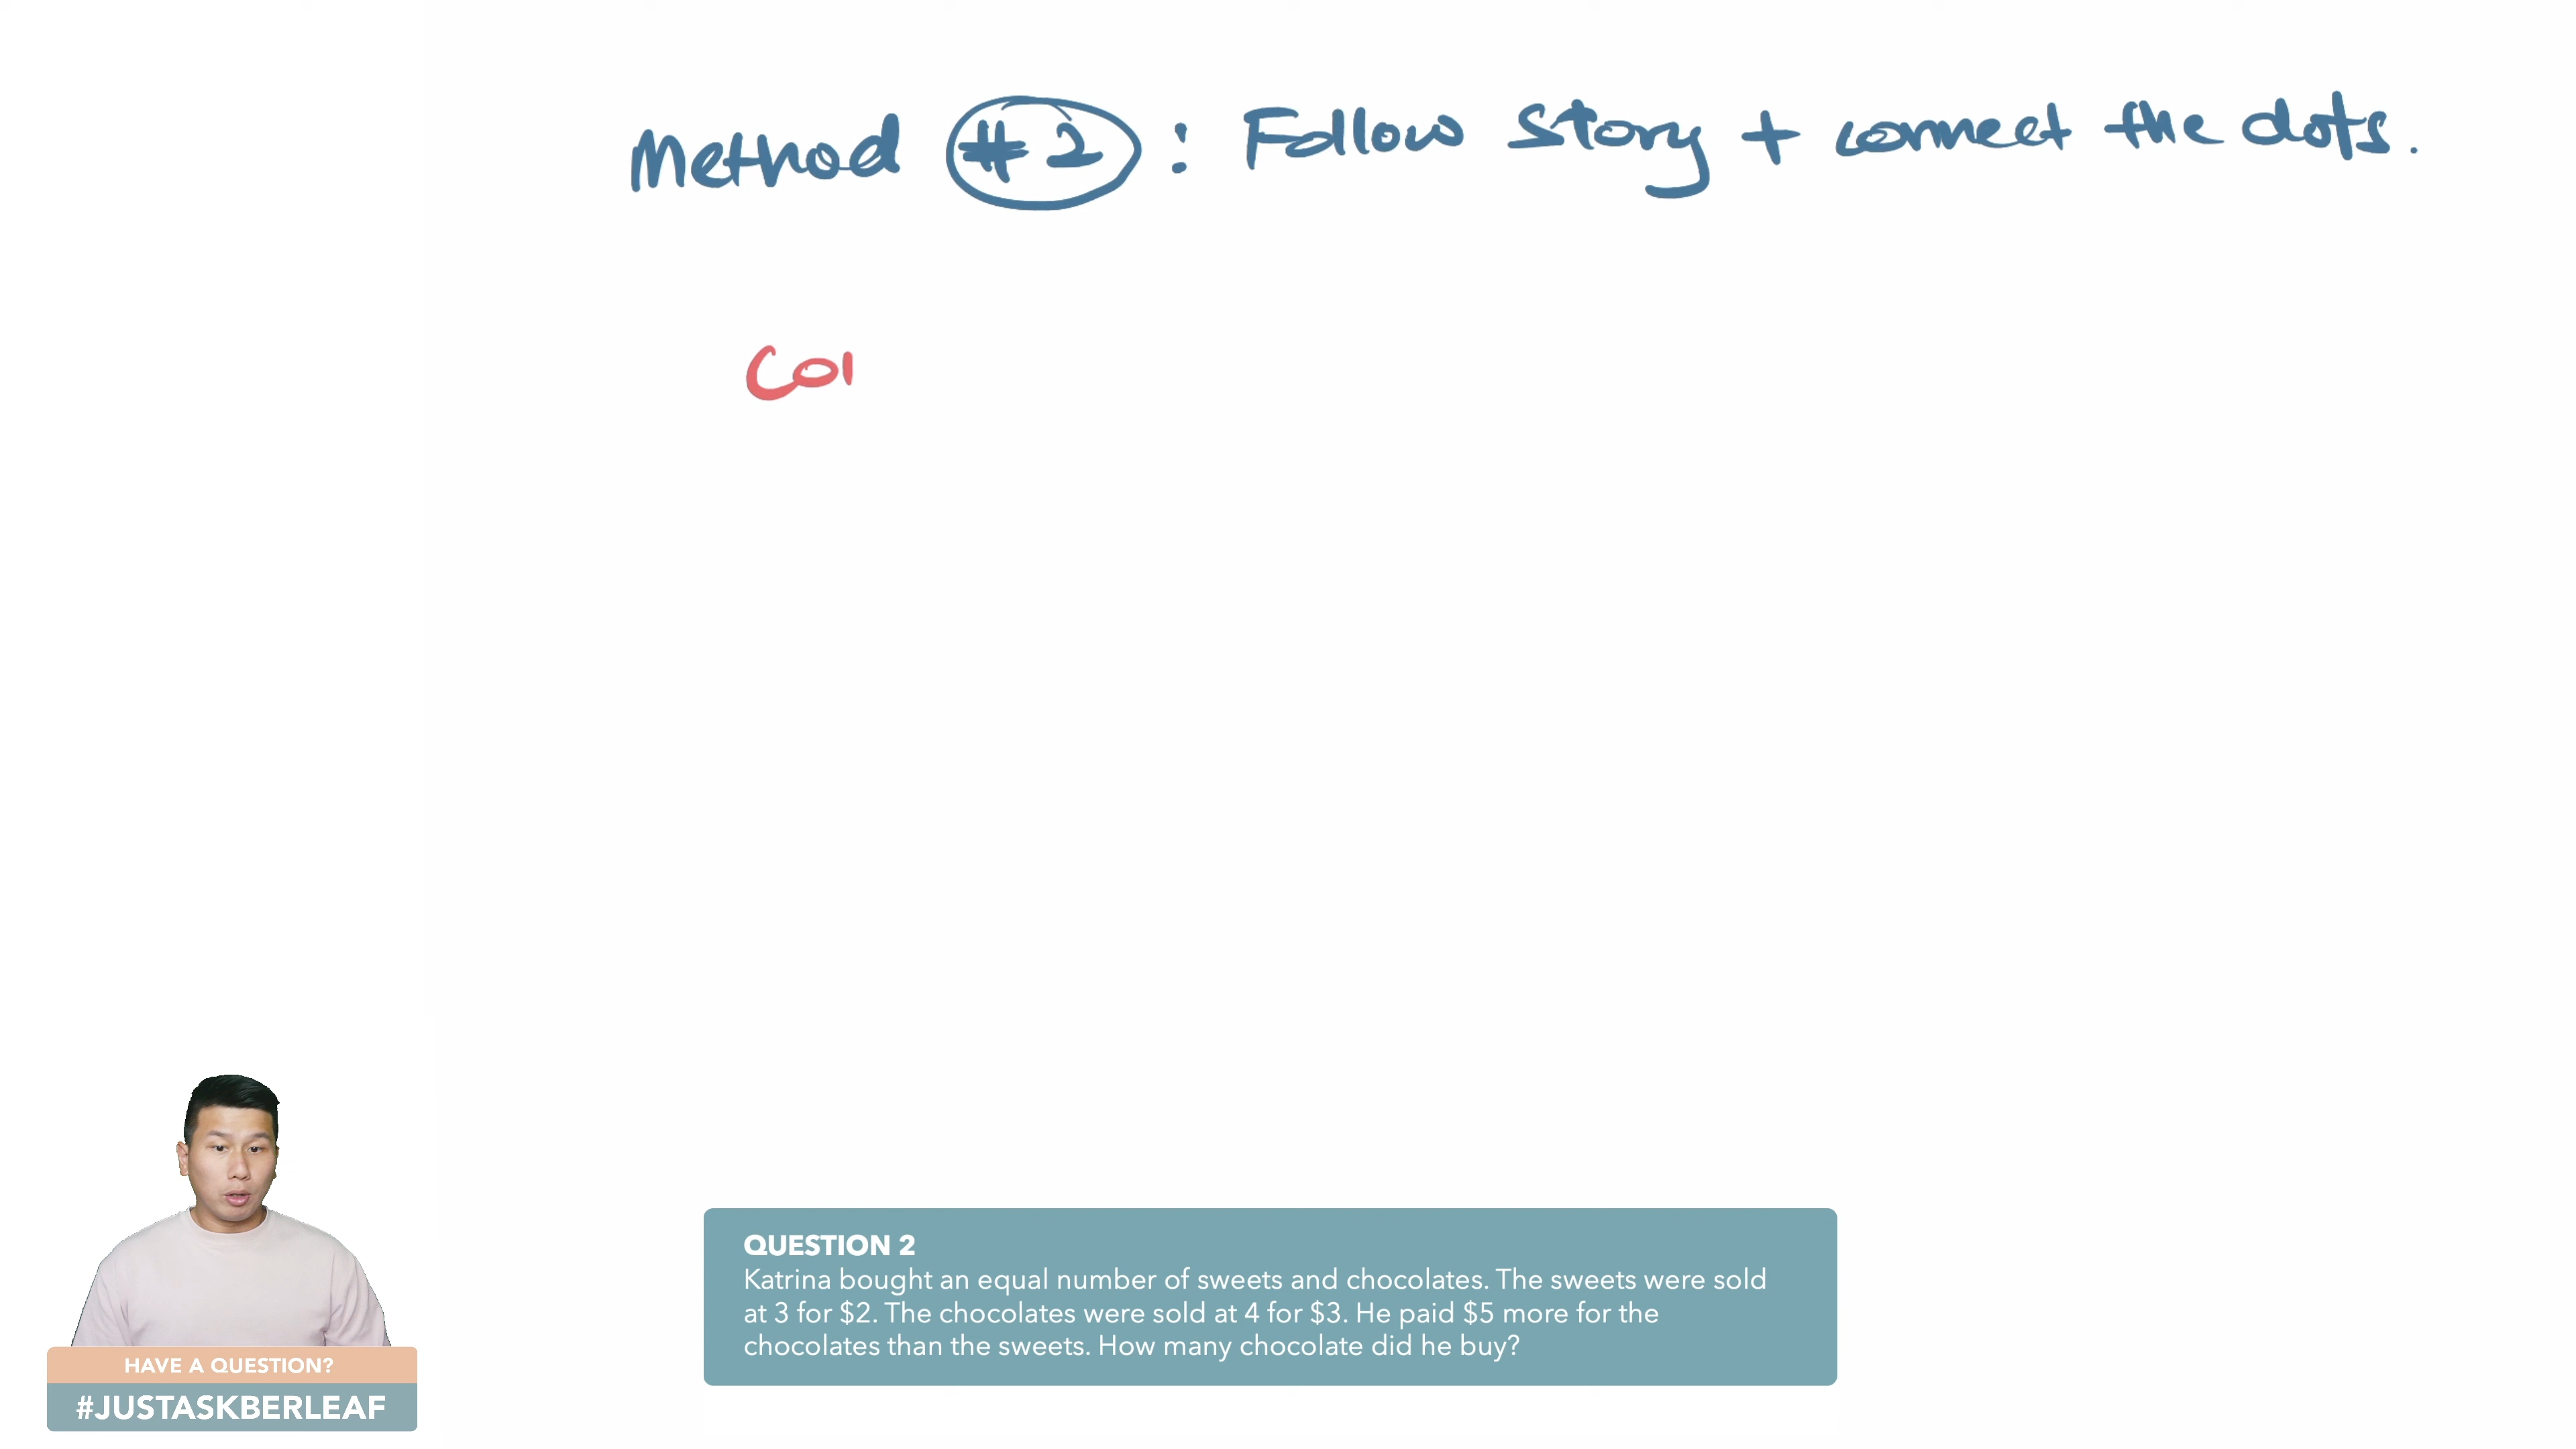 Method #2 : Follow Story + connect the dots.
Col
QUESTION 2
Katrina bought an equal number of sweets and chocolates. The sweets were sold
at 3 for $2. The chocolates were sold at 4 for $3. He paid $5 more for the
chocolates than the sweets. How many chocolate did he buy?
HAVE A QUESTION?
#JUSTASKBERLEAF